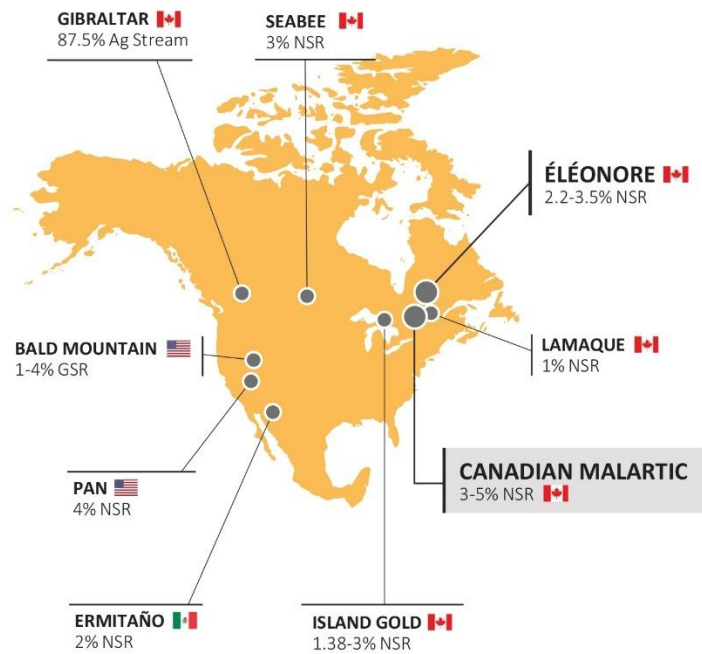 GIBRALTAR
87.5% Ag Stream
SEABEE
3% NSR
ÉLÉONORE
2.2-3.5% NSR
BALD MOUNTAIN
1-4% GSR
LAMAQUE
1% NSR
CANADIAN MALARTIC
3-5% NSR
PAN
4% NSR
ERMITAÑO
2% NSR
ISLAND GOLD
1.38-3% NSR